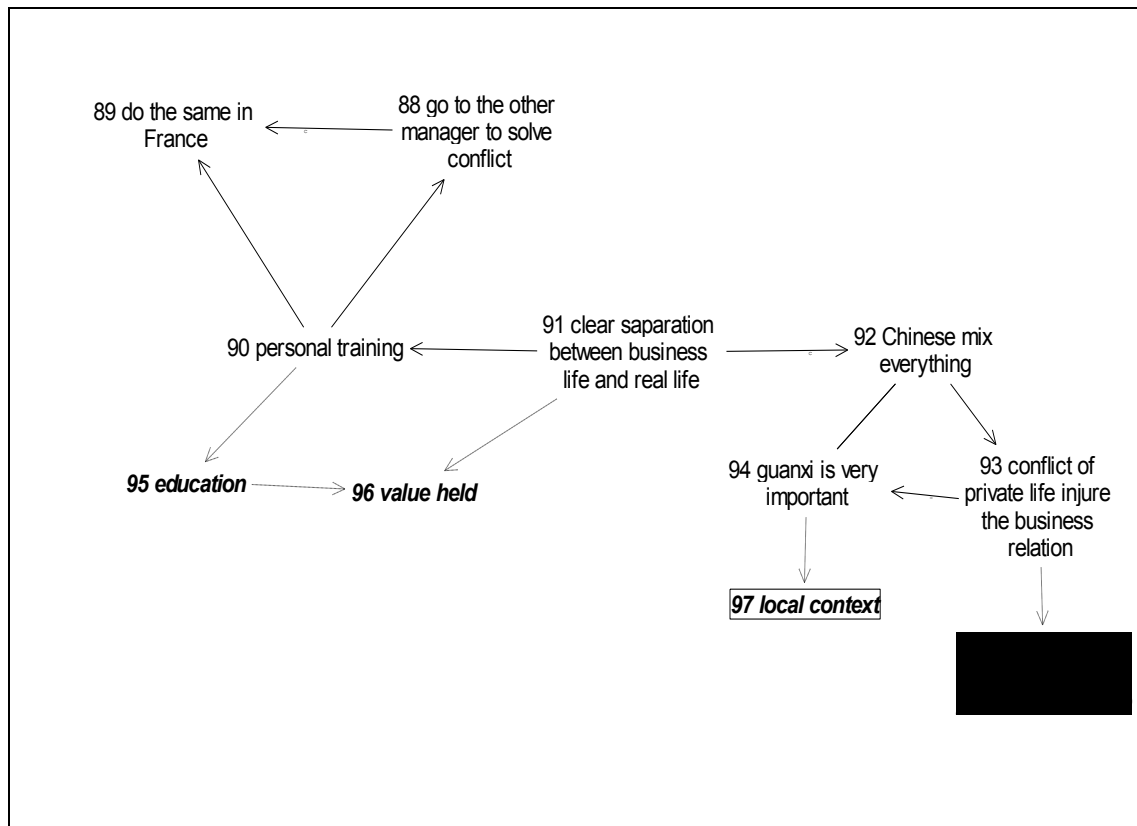 89 do the same in
France
88 go to the other
manager to solve
conflict
90 personal training
91 clear saparation
between business
life and real life
92 Chinese mix
everything
95 education
96 value held
94 guanxi is very
important
93 conflict of
private life injure
the business
relation
97 local context